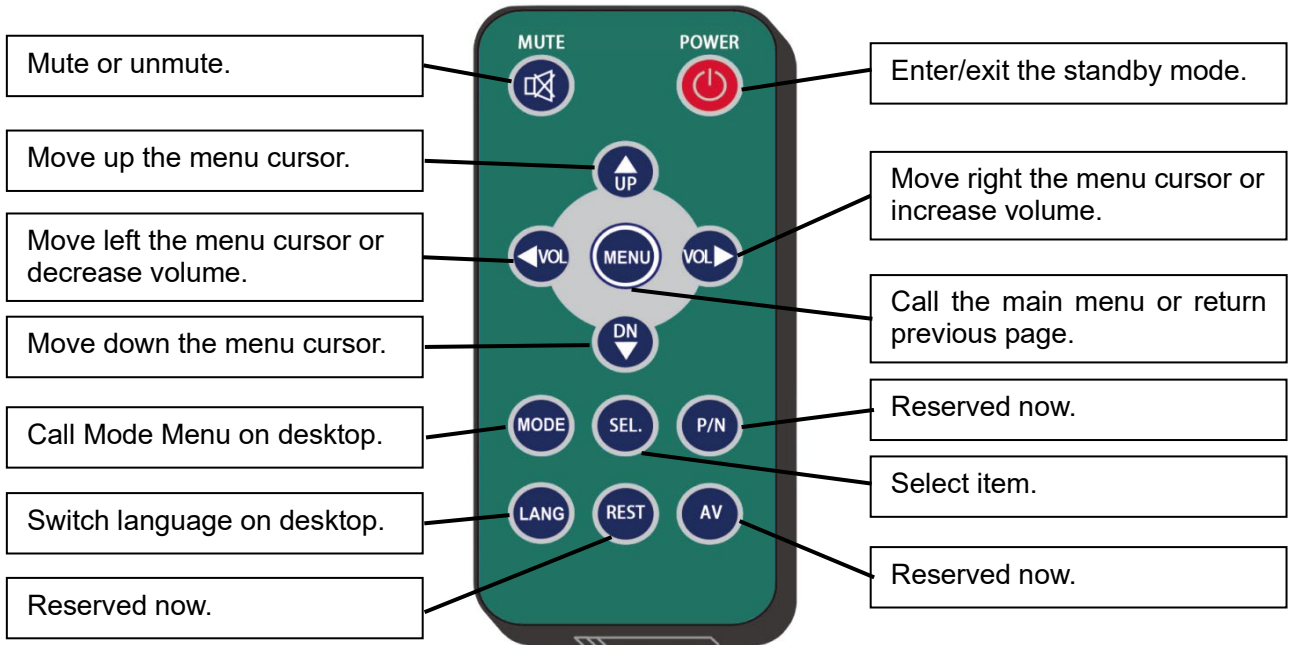 MUTE
POWER
Mute or unmute.
Enter/exit the standby mode.
Move up the menu cursor.
UP
Move right the menu cursor or
increase volume.
Move left the menu cursor or
decrease volume.
VOL
MENU
VOL
Call the main menu or return
previous page.
Move down the menu cursor.
DN
Call Mode Menu on desktop.
MODE
SEL.
P/N
Reserved now.
Select item.
Switch language on desktop.
LANG
REST
AV
Reserved now.
Reserved now.